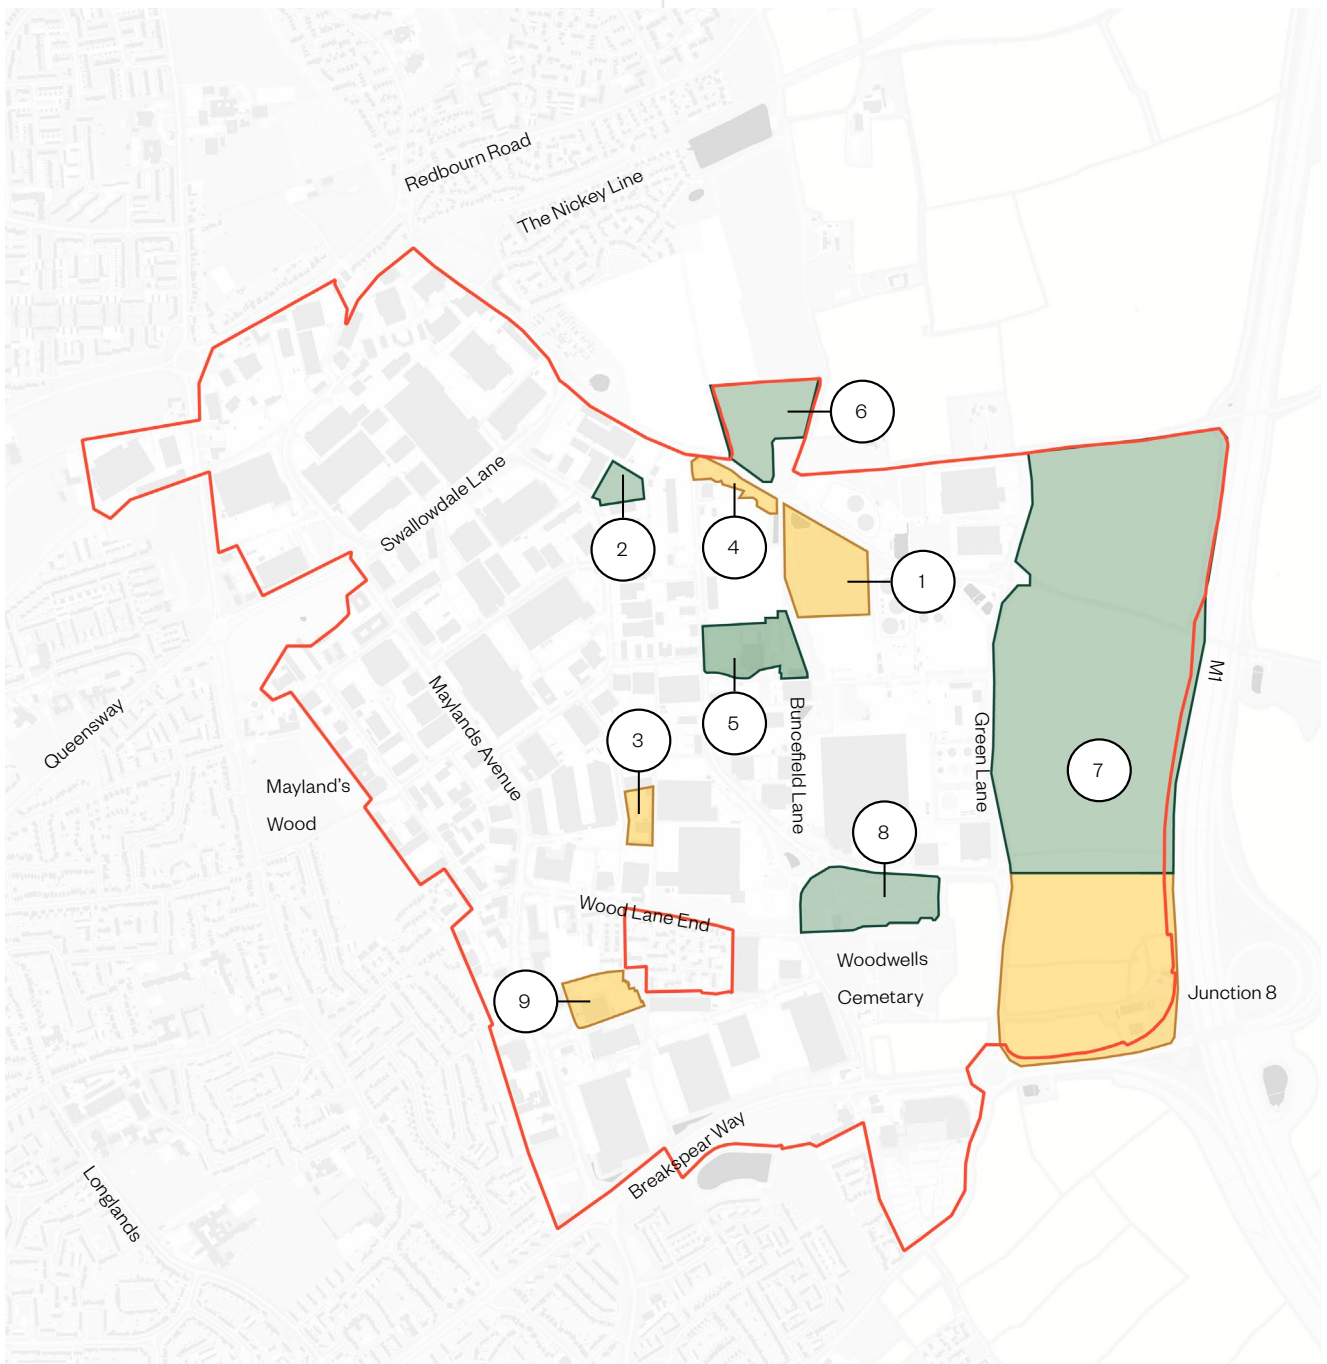 Redbourn Road
The Nickey Line
6
Swallowdale Lane
2
4
1
M1
Queensway
Maylands Avenue
3
5
Buncefield Lane
Green Lane
7
Mayland's
Wood
8
Wood Lane End
Woodwells
Cemetary
9
Junction 8
Breakspear Way
Longlands